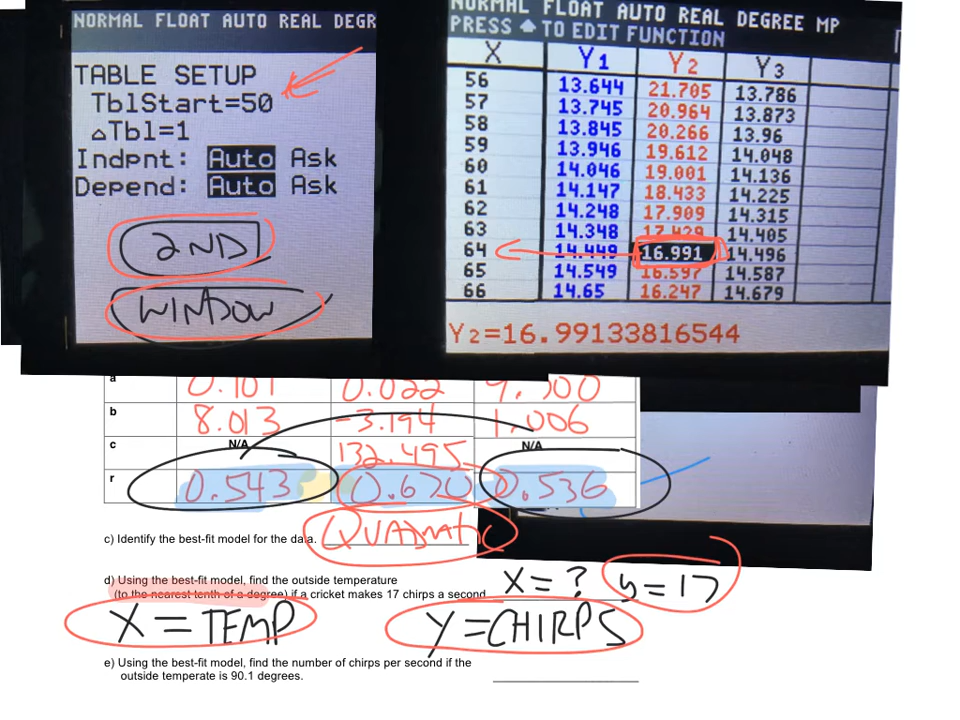 NORMAL FLOAT AUTO REAL DEGR
TABLE SETUP
TblStart=50
△Tbl=1
Indpnt: Auto Ask
Depend: Auto Ask
2ND
WINDOW
NORMAL FLOAT AUTO REAL DEGREE MP
PRESS ♠ TO EDIT FUNCTION
X Y1 Y2 Y3
56 13.644 21.705 13.786
57 13.745 20.964 13.873
58 13.845 20.266 13.96
59 13.946 19.612 14.048
60 14.046 19.001 14.136
61 14.147 18.433 14.225
62 14.248 17.909 14.315
63 14.348 17.429 14.405
64 14.449 16.991 14.496
65 14.549 16.597 14.587
66 14.65 16.247 14.679
Y2=16.99133816544
a 0.101 0.022
b 8.013 -3.194 1.006
c N/A 132.495 N/A
r 0.543 0.670 0.536
c) Identify the best-fit model for the data. QUADRATIC
d) Using the best-fit model, find the outside temperature
(to the nearest tenth of a degree) if a cricket makes 17 chirps a second
X=? y=17
X=TEMP Y=CHIRPS
e) Using the best-fit model, find the number of chirps per second if the
outside temperate is 90.1 degrees.